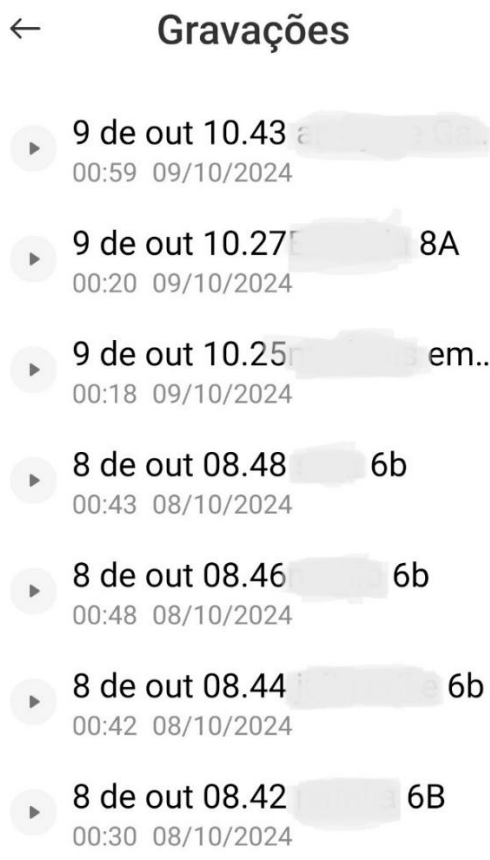 Gravações
9 de out 10.43
00:59 09/10/2024
9 de out 10.27 8A
00:20 09/10/2024
9 de out 10.25 em..
00:18 09/10/2024
8 de out 08.48 6b
00:43 08/10/2024
8 de out 08.46 6b
00:48 08/10/2024
8 de out 08.44 6b
00:42 08/10/2024
8 de out 08.42 6B
00:30 08/10/2024